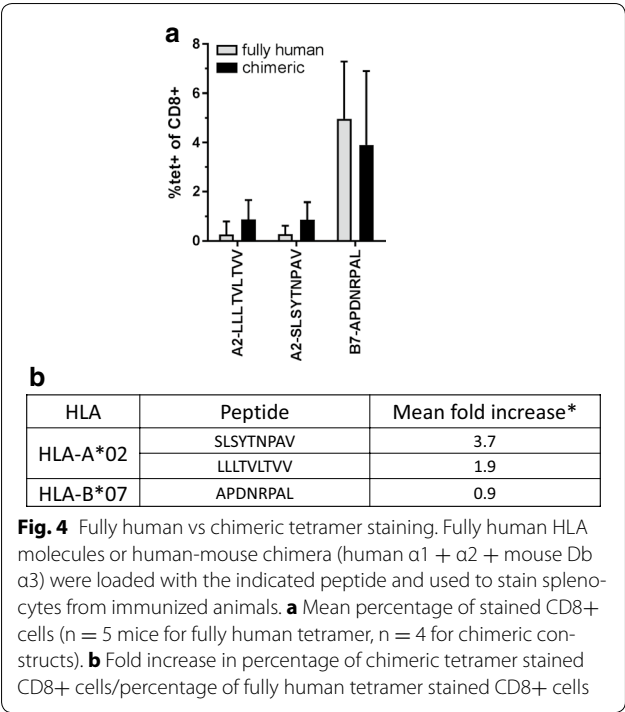 a
8
fully human
chimeric
6
4
2
0
%tet+ of CD8+
A2-LLLTVLTVV
A2-SLSYTNPAV
B7-APDNRPAL
b
HLA Peptide Mean fold increase*
HLA-A*02 SLSYTNPAV 3.7
LLLTVLTVV 1.9
HLA-B*07 APDNRPAL 0.9
Fig. 4 Fully human vs chimeric tetramer staining. Fully human HLA
molecules or human-mouse chimera (human α1 + α2 + mouse Db
α3) were loaded with the indicated peptide and used to stain spleno-
cytes from immunized animals. a Mean percentage of stained CD8+
cells (n = 5 mice for fully human tetramer, n = 4 for chimeric con-
structs). b Fold increase in percentage of chimeric tetramer stained
CD8+ cells/percentage of fully human tetramer stained CD8+ cells